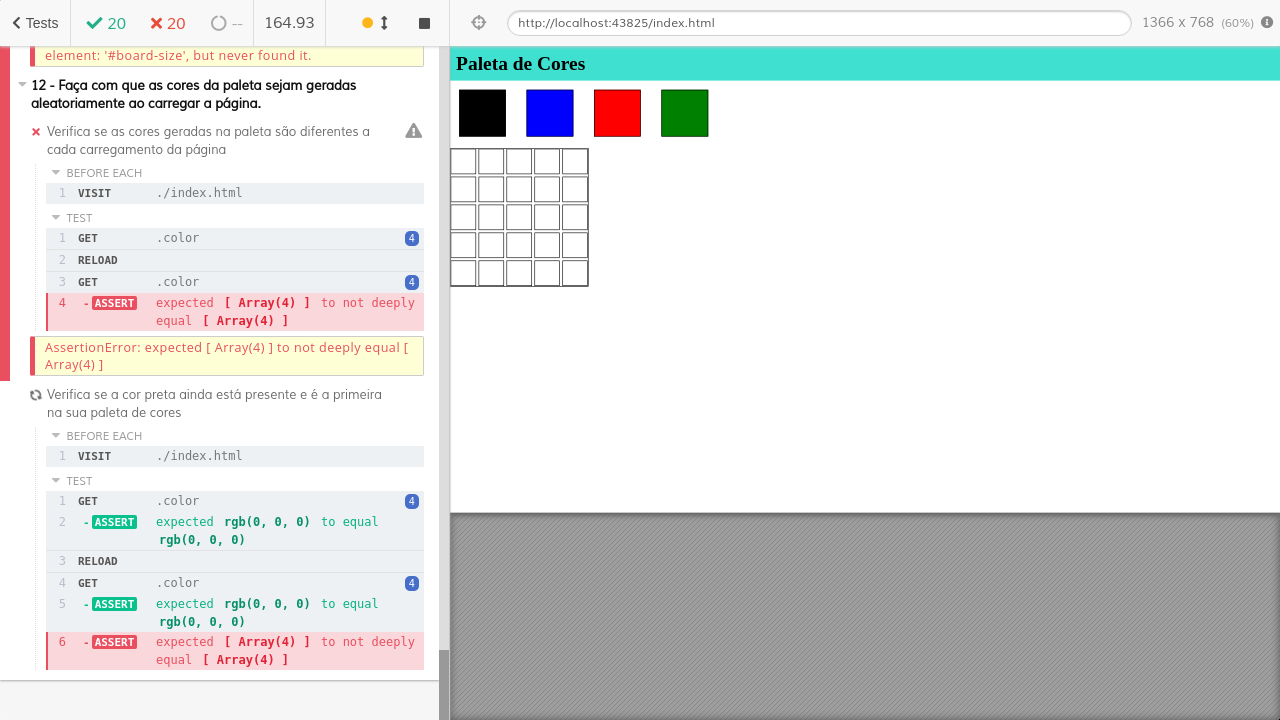 Tests 20 20 -- 164.93
http://localhost:43825/index.html 1366 x 768 (60%)
element: '#board-size', but never found it.
12 - Faça com que as cores da paleta sejam geradas
aleatoriamente ao carregar a página.
Verifica se as cores geradas na paleta são diferentes a
cada carregamento da página
BEFORE EACH
1 VISIT ./index.html
TEST
1 GET .color 4
2 RELOAD
3 GET .color 4
4 -ASSERT expected [ Array(4) ] to not deeply
equal [ Array(4) ]
AssertionError: expected [ Array(4) ] to not deeply equal [
Array(4) ]
Verifica se a cor preta ainda está presente e é a primeira
na sua paleta de cores
BEFORE EACH
1 VISIT ./index.html
TEST
1 GET .color 4
2 -ASSERT expected rgb(0, 0, 0) to equal
rgb(0, 0, 0)
3 RELOAD
4 GET .color 4
5 -ASSERT expected rgb(0, 0, 0) to equal
rgb(0, 0, 0)
6 -ASSERT expected [ Array(4) ] to not deeply
equal [ Array(4) ]
Paleta de Cores